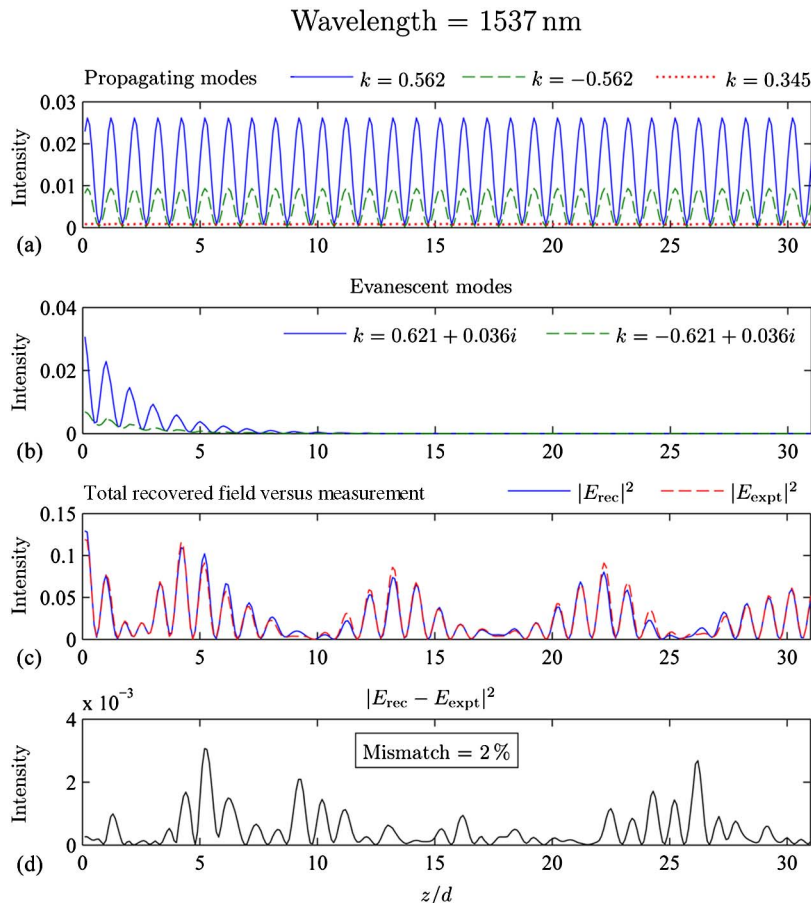 Wavelength = 1537 nm
Propagating modes k = 0.562 k = −0.562 k = 0.345
0.03
0.02
0.01
0
Intensity
0 5 10 15 20 25 30
(a)
Evanescent modes
k = 0.621 + 0.036i k = −0.621 + 0.036i
0.04
0.02
0
Intensity
0 5 10 15 20 25 30
(b)
Total recovered field versus measurement |E_rec|² |E_expt|²
0.15
0.1
0.05
0
Intensity
0 5 10 15 20 25 30
(c)
x 10⁻³ |E_rec − E_expt|²
4
2
0
Intensity
Mismatch = 2 %
0 5 10 15 20 25 30
(d)
z/d